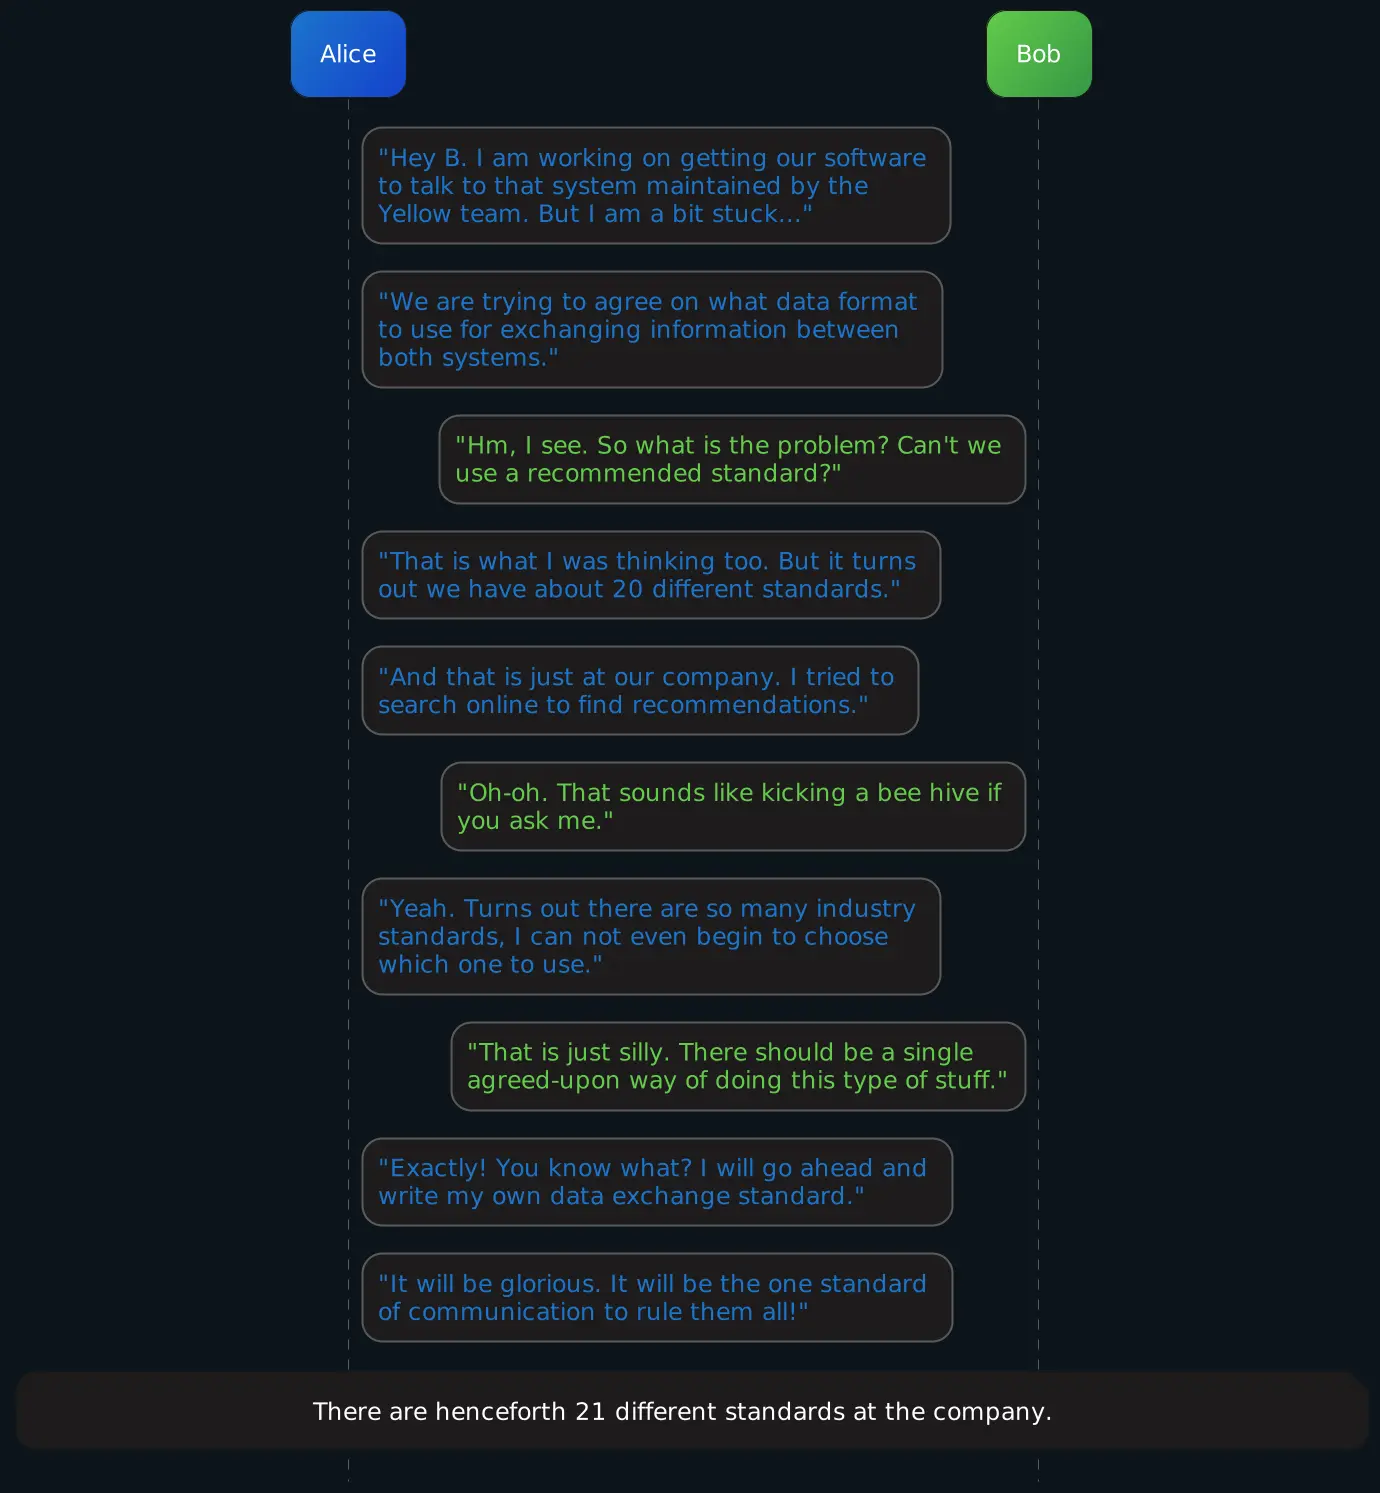 Alice
Bob
"Hey B. I am working on getting our software
to talk to that system maintained by the
Yellow team. But I am a bit stuck..."
"We are trying to agree on what data format
to use for exchanging information between
both systems."
"Hm, I see. So what is the problem? Can't we
use a recommended standard?"
"That is what I was thinking too. But it turns
out we have about 20 different standards."
"And that is just at our company. I tried to
search online to find recommendations."
"Oh-oh. That sounds like kicking a bee hive if
you ask me."
"Yeah. Turns out there are so many industry
standards, I can not even begin to choose
which one to use."
"That is just silly. There should be a single
agreed-upon way of doing this type of stuff."
"Exactly! You know what? I will go ahead and
write my own data exchange standard."
"It will be glorious. It will be the one standard
of communication to rule them all!"
There are henceforth 21 different standards at the company.